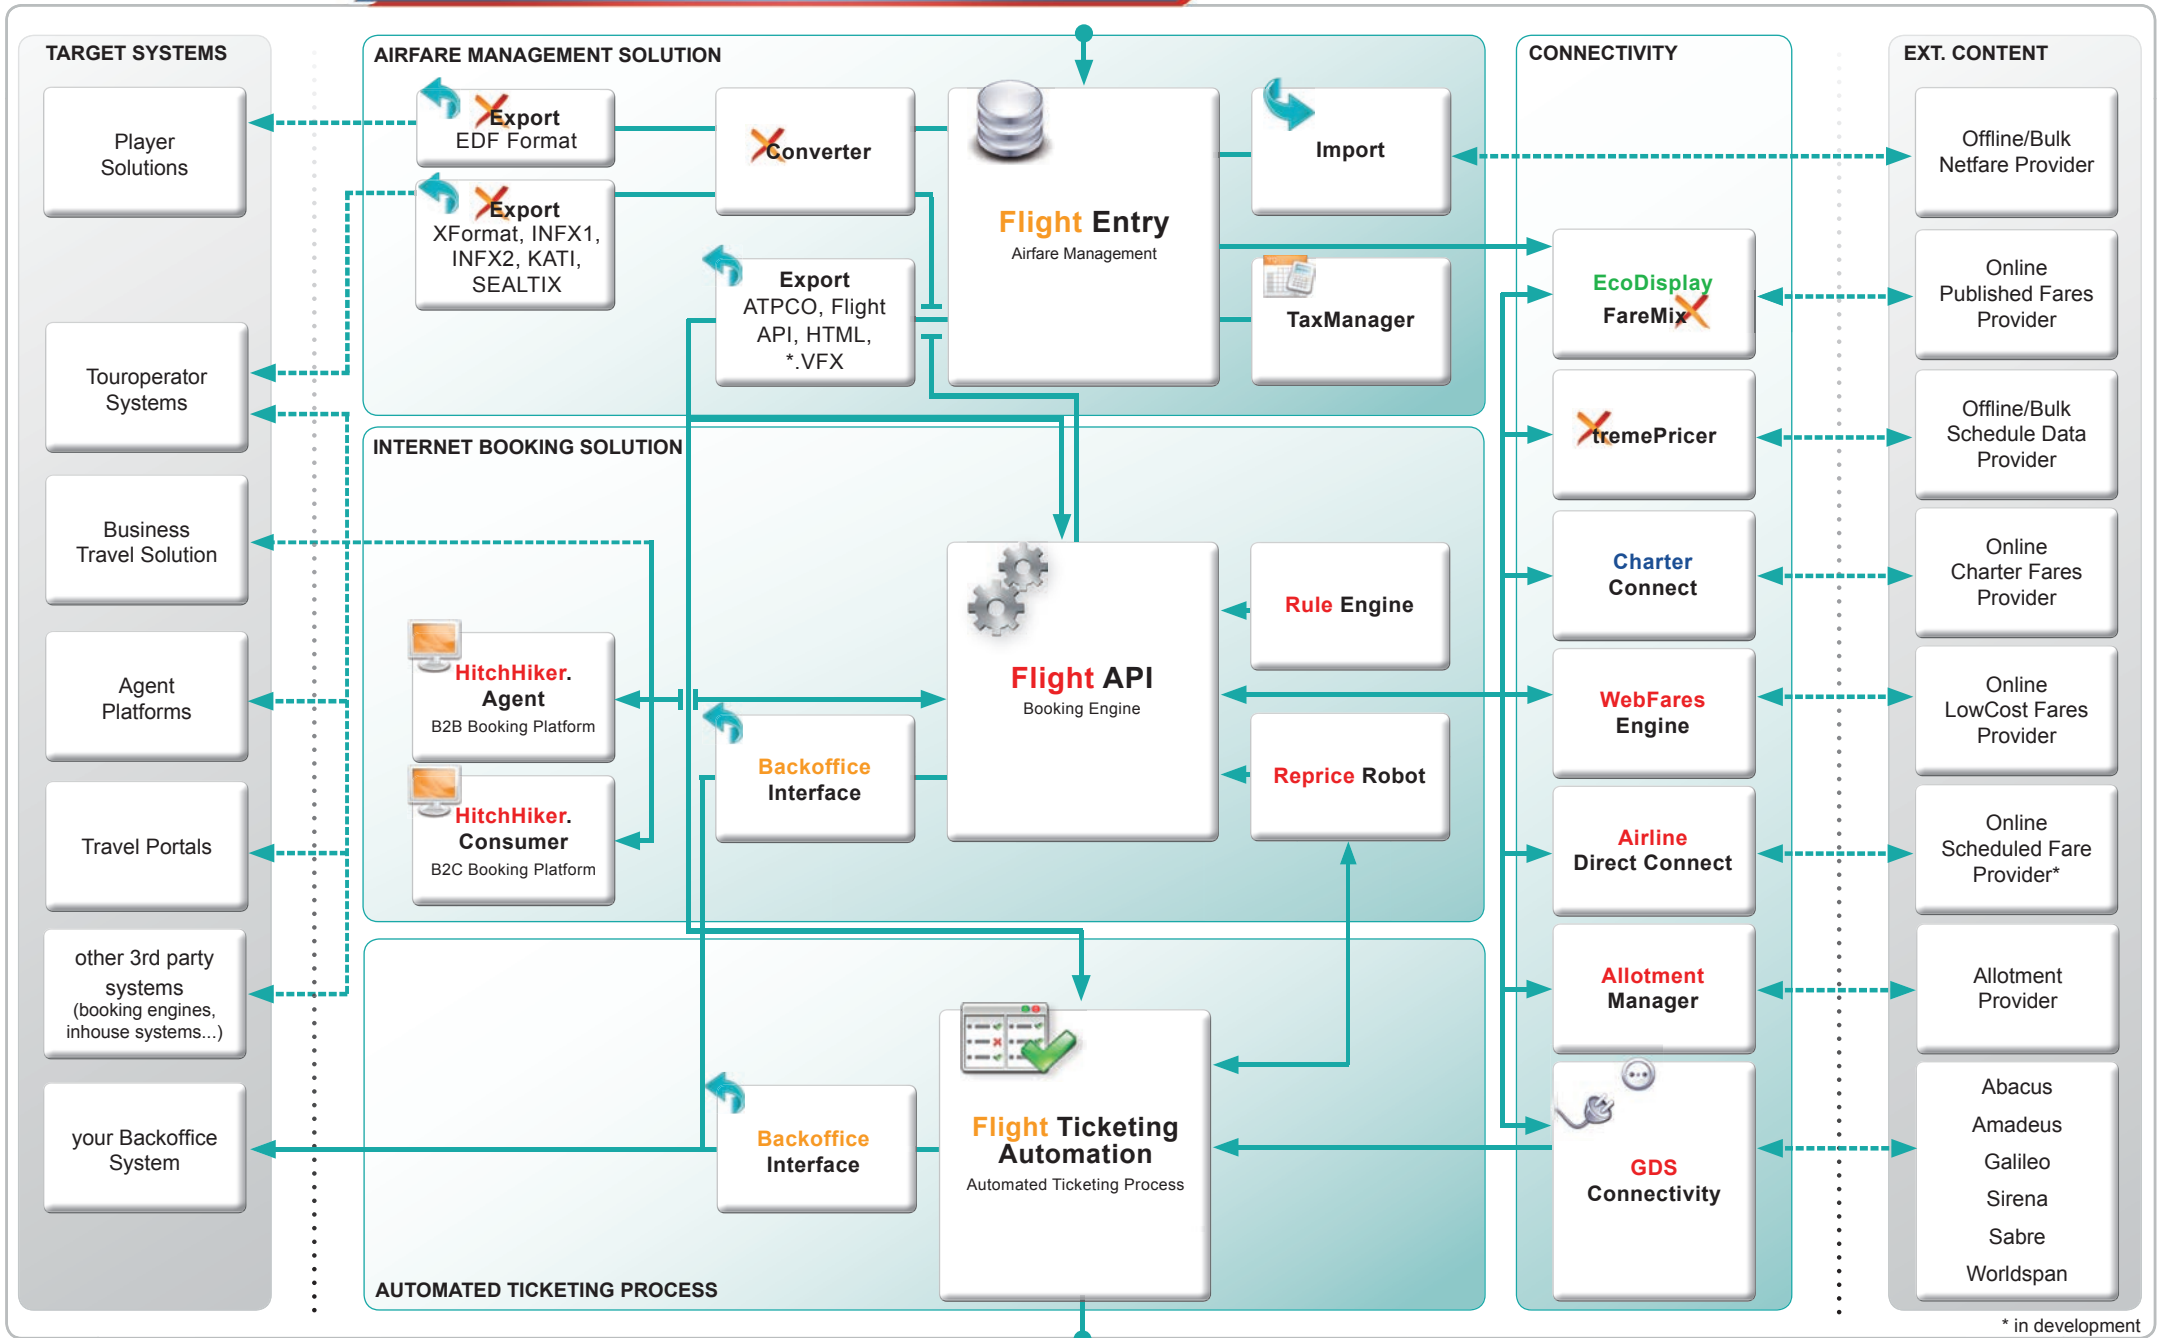 TARGET SYSTEMS
Player
Solutions
Touroperator
Systems
Business
Travel Solution
Agent
Platforms
Travel Portals
other 3rd party
systems
(booking engines,
inhouse systems...)
your Backoffice
System
AIRFARE MANAGEMENT SOLUTION
Export
EDF Format
Export
XFormat, INFX1,
INFX2, KATI,
SEALTIX
XConverter
Export
ATPCO, Flight
API, HTML,
*.VFX
Flight Entry
Airfare Management
Import
TaxManager
INTERNET BOOKING SOLUTION
HitchHiker.
Agent
B2B Booking Platform
HitchHiker.
Consumer
B2C Booking Platform
Backoffice
Interface
Flight API
Booking Engine
Rule Engine
Reprice Robot
AUTOMATED TICKETING PROCESS
Backoffice
Interface
Flight Ticketing
Automation
Automated Ticketing Process
CONNECTIVITY
EcoDisplay
FareMix
XtremePricer
Charter
Connect
WebFares
Engine
Airline
Direct Connect
Allotment
Manager
GDS
Connectivity
EXT. CONTENT
Offline/Bulk
Netfare Provider
Online
Published Fares
Provider
Offline/Bulk
Schedule Data
Provider
Online
Charter Fares
Provider
Online
LowCost Fares
Provider
Online
Scheduled Fare
Provider*
Allotment
Provider
Abacus
Amadeus
Galileo
Sirena
Sabre
Worldspan
* in development